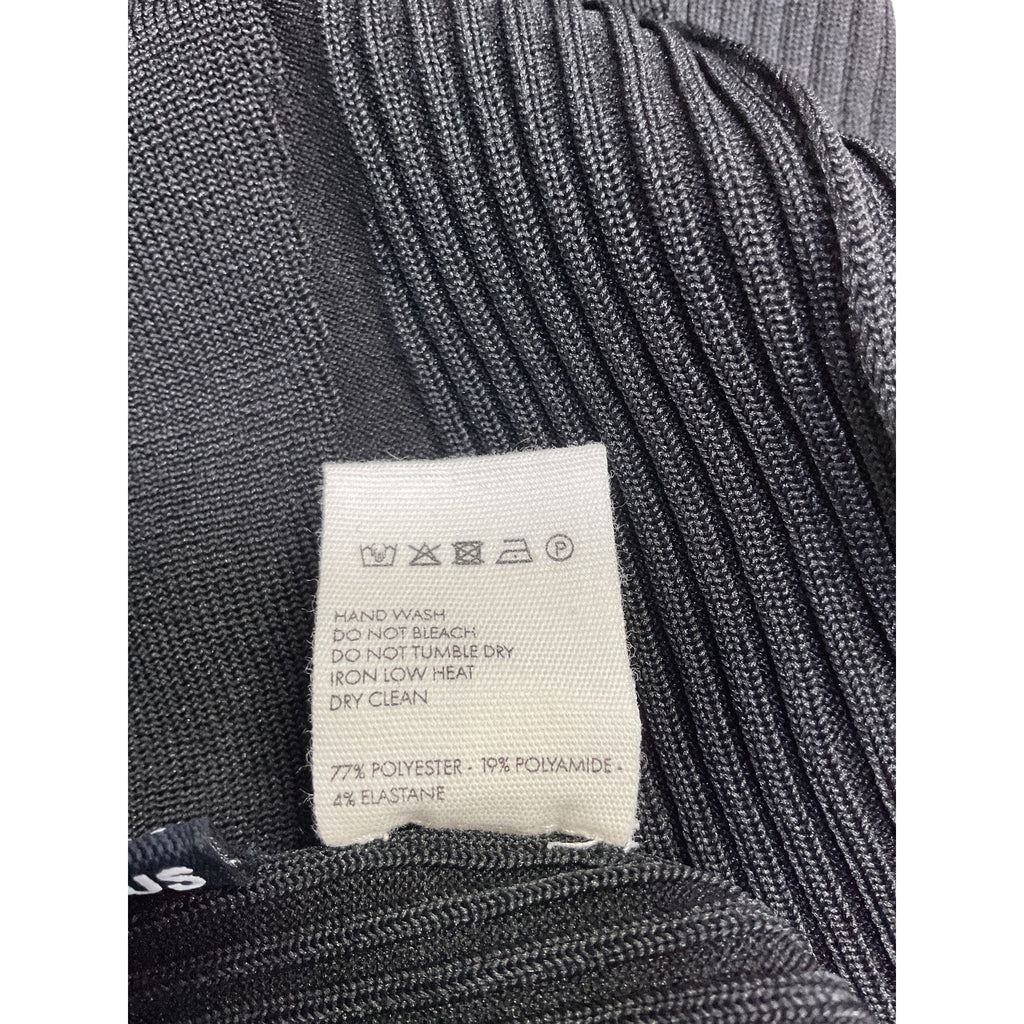 P
HAND WASH
DO NOT BLEACH
DO NOT TUMBLE DRY
IRON LOW HEAT
DRY CLEAN
77% POLYESTER - 19% POLYAMIDE -
4% ELASTANE